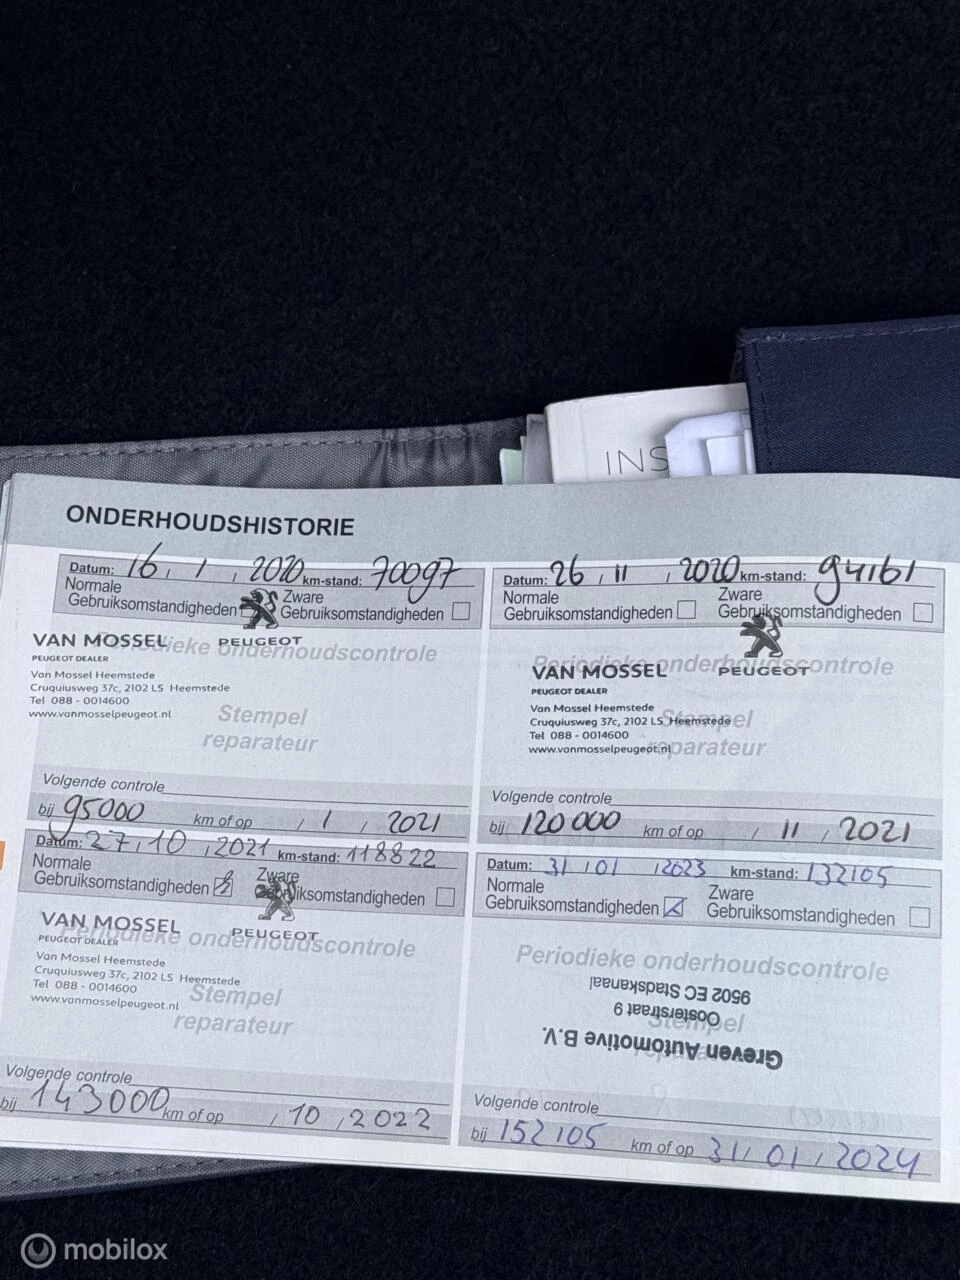 INS
ONDERHOUDSHISTORIE
Datum: 16, 1, 2020 km-stand: 70097
Normale Gebruiksomstandigheden
Zware Gebruiksomstandigheden
Periodieke onderhoudscontrole
VAN MOSSEL PEUGEOT
PEUGEOT DEALER
Van Mossel Heemstede
Cruquiusweg 37c, 2102 LS Heemstede
Tel 088 - 0014600
www.vanmosselpeugeot.nl
Stempel
reparateur
Volgende controle
bij 95000 km of op / 1 / 2021
Datum: 26 / 11 / 2020 km-stand: 94161
Normale Gebruiksomstandigheden
Zware Gebruiksomstandigheden
Periodieke onderhoudscontrole
VAN MOSSEL PEUGEOT
PEUGEOT DEALER
Van Mossel Heemstede
Cruquiusweg 37c, 2102 LS Heemstede
Tel 088 - 0014600
www.vanmosselpeugeot.nl
Stempel
reparateur
Volgende controle
bij 120 000 km of op / 11 / 2021
Datum: 27, 10, 2021 km-stand: 118822
Normale Gebruiksomstandigheden
Zware Gebruiksomstandigheden
Periodieke onderhoudscontrole
VAN MOSSEL PEUGEOT
PEUGEOT DEALER
Van Mossel Heemstede
Cruquiusweg 37c, 2102 LS Heemstede
Tel 088 - 0014600
www.vanmosselpeugeot.nl
Stempel
reparateur
Volgende controle
bij 143000 km of op / 10 / 2022
Datum: 31 / 01 / 2023 km-stand: 132105
Normale Gebruiksomstandigheden
Zware Gebruiksomstandigheden
Periodieke onderhoudscontrole
Stempel
Greven Automotive B.V.
Oosterstraat 9
9502 EC Stadskanaal
Volgende controle
bij 152105 km of op 31 / 01 / 2024
mobilox